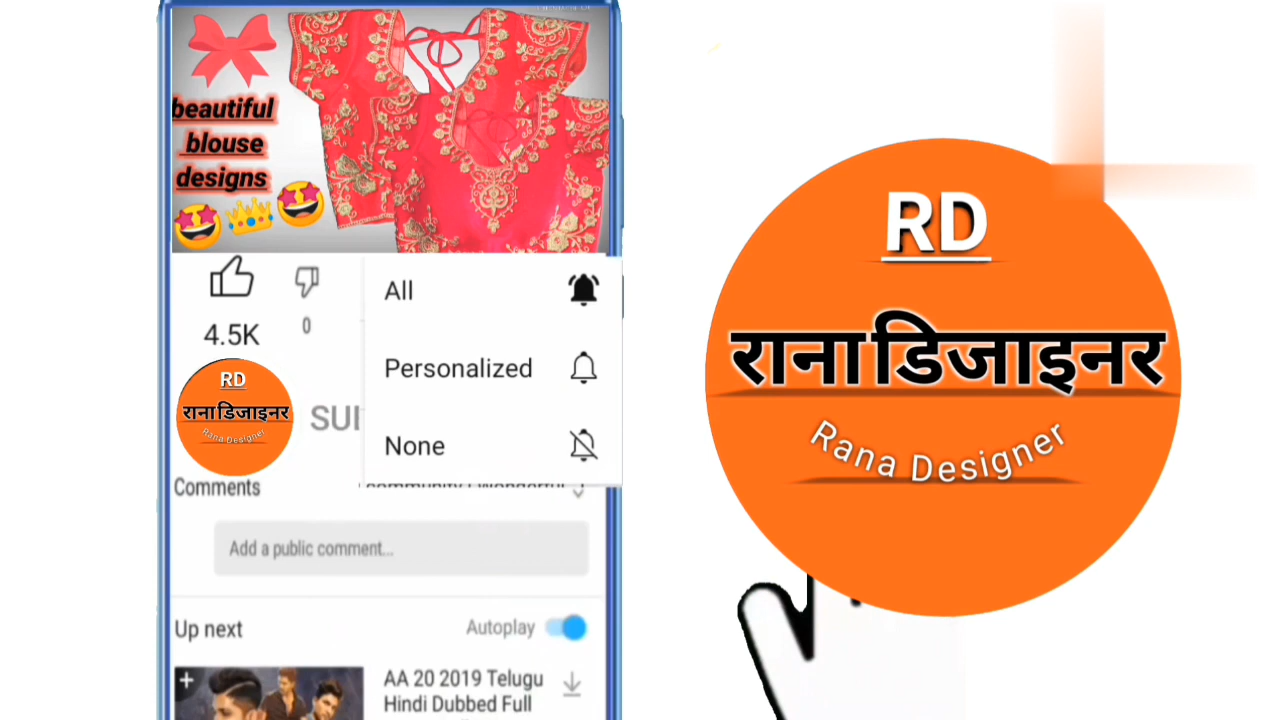 beautiful
blouse
designs
All
4.5K
0
Personalized
RD
रानाडिजाइनर
Rana Designer
None
Comments
Add a public comment...
Up next
Autoplay
AA 20 2019 Telugu
Hindi Dubbed Full
RD
रानाडिजाइनर
Rana Designer